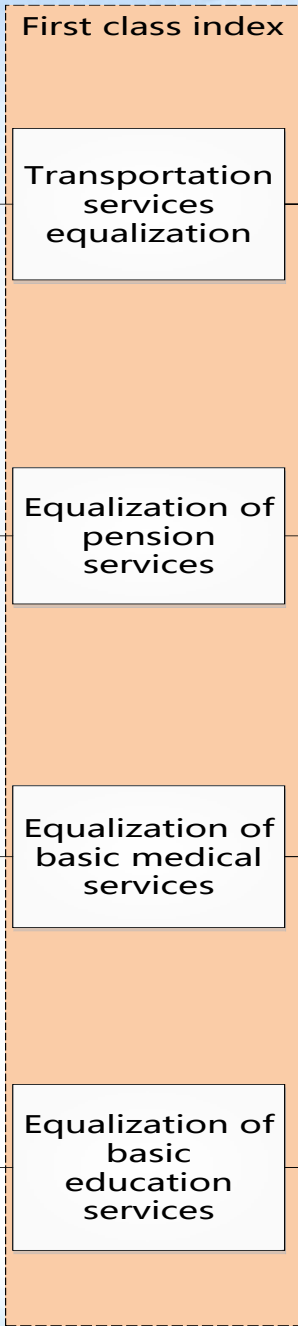 First class index
Transportation
services
equalization
Equalization of
pension
services
Equalization of
basic medical
services
Equalization of
basic
education
services